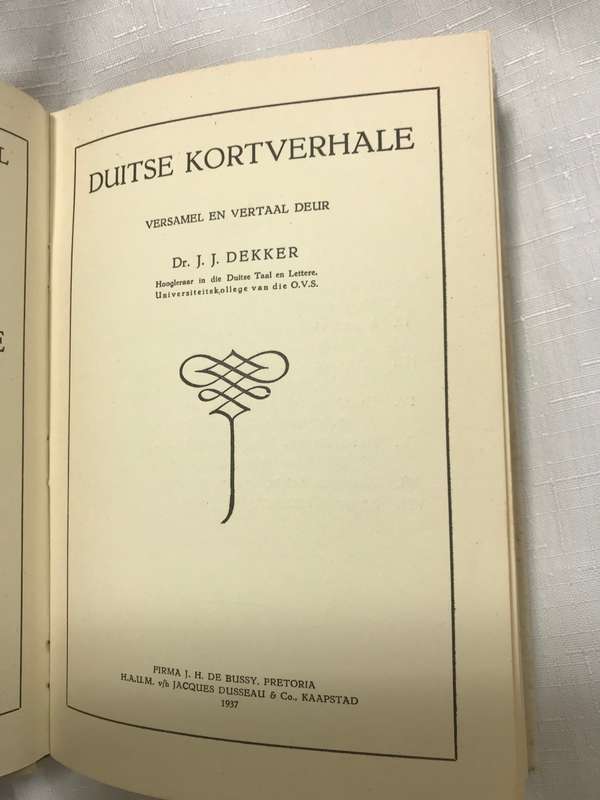 L
E
DUITSE KORTVERHALE
VERSAMEL EN VERTAAL DEUR
Dr. J. J. DEKKER
Hoogleraar in die Duitse Taal en Lettere,
Universiteitskollege van die O.V.S.
FIRMA J. H. DE BUSSY, PRETORIA
H.A.U.M. v/h JACQUES DUSSEAU & Co., KAAPSTAD
1937